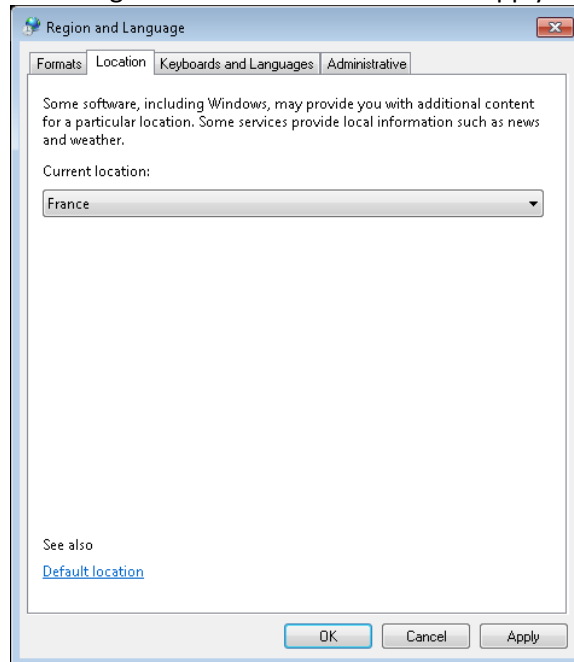 Region and Language
Formats Location Keyboards and Languages Administrative
Some software, including Windows, may provide you with additional content
for a particular location. Some services provide local information such as news
and weather.
Current location:
France
See also
Default location
OK Cancel Apply